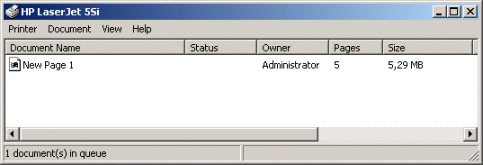 HP LaserJet 5Si
Printer Document View Help
Document Name Status Owner Pages Size
New Page 1 Administrator 5 5,29 MB
1 document(s) in queue